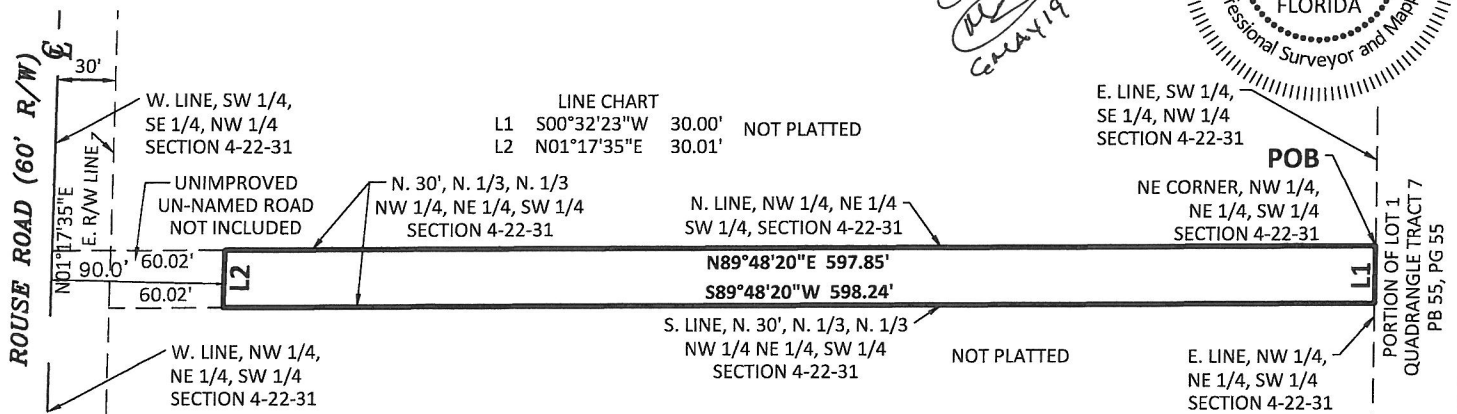 FLORIDA
Professional Surveyor and Mapp
ROUSE ROAD (60' R/W)
30'
W. LINE, SW 1/4,
SE 1/4, NW 1/4
SECTION 4-22-31
LINE CHART
L1 S00°32'23"W 30.00'
L2 N01°17'35"E 30.01'
NOT PLATTED
E. LINE, SW 1/4,
SE 1/4, NW 1/4
SECTION 4-22-31
POB
NE CORNER, NW 1/4,
NE 1/4, SW 1/4
SECTION 4-22-31
N01°17'35"E
E. R/W LINE
UNIMPROVED
UN-NAMED ROAD
NOT INCLUDED
N. 30', N. 1/3, N. 1/3
NW 1/4, NE 1/4, SW 1/4
SECTION 4-22-31
N. LINE, NW 1/4, NE 1/4
SW 1/4, SECTION 4-22-31
90.0'
60.02'
60.02'
L2
N89°48'20"E 597.85'
S89°48'20"W 598.24'
L1
PORTION OF LOT 1
QUADRANGLE TRACT 7
PB 55, PG 55
W. LINE, NW 1/4,
NE 1/4, SW 1/4
SECTION 4-22-31
S. LINE, N. 30', N. 1/3, N. 1/3
NW 1/4 NE 1/4, SW 1/4
SECTION 4-22-31
NOT PLATTED
E. LINE, NW 1/4,
NE 1/4, SW 1/4
SECTION 4-22-31